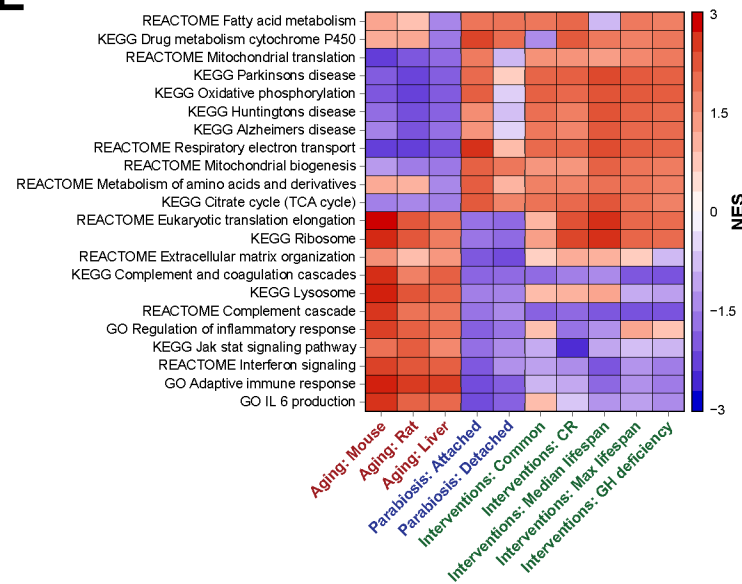 E
REACTOME Fatty acid metabolism
KEGG Drug metabolism cytochrome P450
REACTOME Mitochondrial translation
KEGG Parkinsons disease
KEGG Oxidative phosphorylation
KEGG Huntingtons disease
KEGG Alzheimers disease
REACTOME Respiratory electron transport
REACTOME Mitochondrial biogenesis
REACTOME Metabolism of amino acids and derivatives
KEGG Citrate cycle (TCA cycle)
REACTOME Eukaryotic translation elongation
KEGG Ribosome
REACTOME Extracellular matrix organization
KEGG Complement and coagulation cascades
KEGG Lysosome
REACTOME Complement cascade
GO Regulation of inflammatory response
KEGG Jak stat signaling pathway
REACTOME Interferon signaling
GO Adaptive immune response
GO IL 6 production
Aging: Mouse
Aging: Rat
Aging: Liver
Parabiosis: Attached
Parabiosis: Detached
Interventions: Common
Interventions: CR
Interventions: Median lifespan
Interventions: Max lifespan
Interventions: GH deficiency
3
1.5
0
−1.5
−3
NES